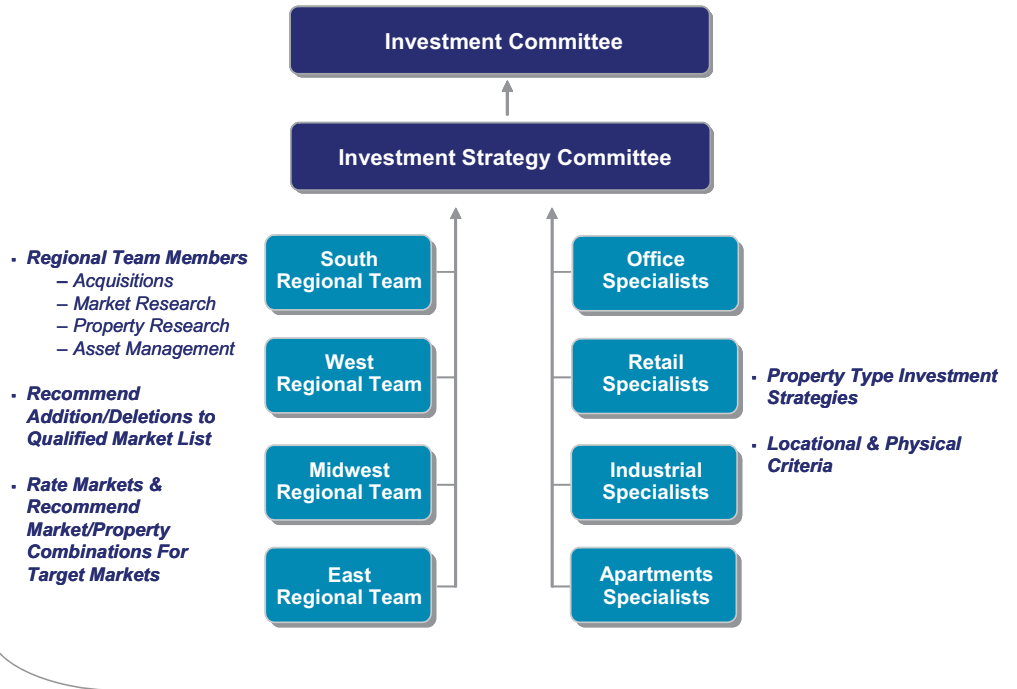 Investment Committee
Investment Strategy Committee
▪ Regional Team Members
– Acquisitions
– Market Research
– Property Research
– Asset Management
▪ Recommend
Addition/Deletions to
Qualified Market List
▪ Rate Markets &
Recommend
Market/Property
Combinations For
Target Markets
South
Regional Team
West
Regional Team
Midwest
Regional Team
East
Regional Team
Office
Specialists
Retail
Specialists
Industrial
Specialists
Apartments
Specialists
▪ Property Type Investment
Strategies
▪ Locational & Physical
Criteria